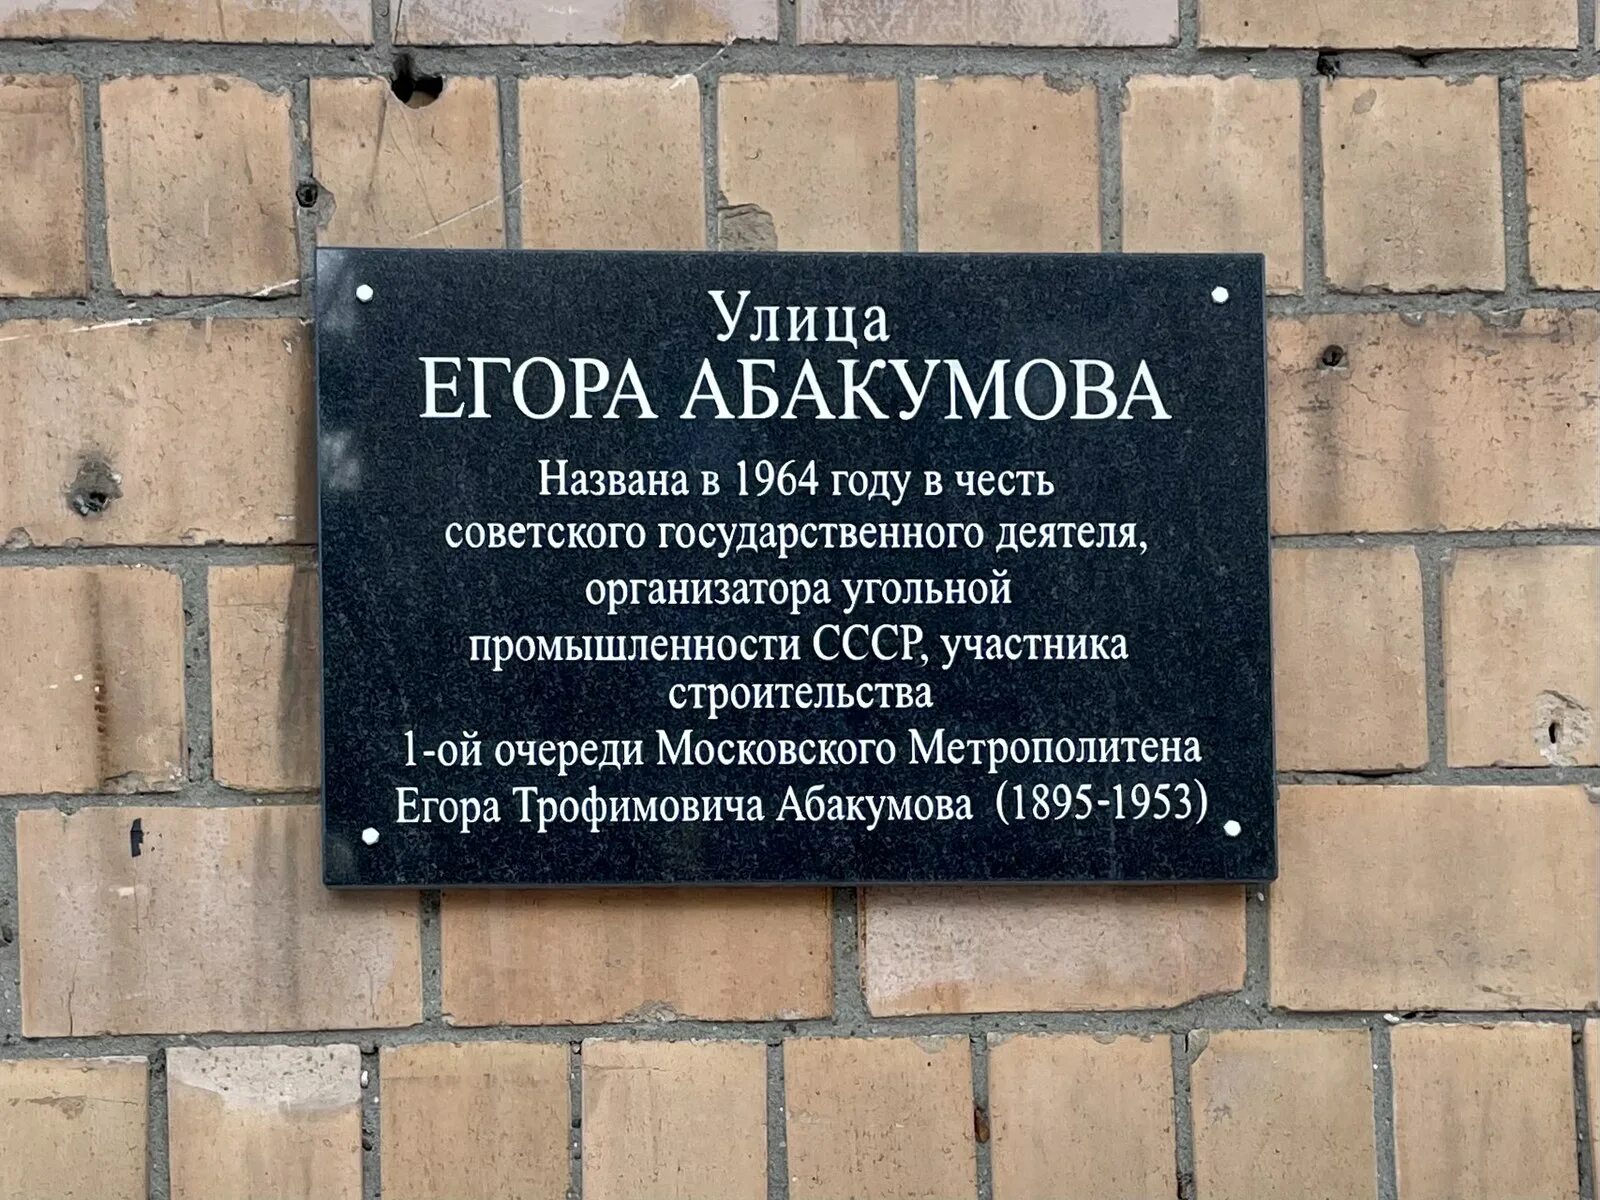 Улица
ЕГОРА АБАКУМОВА
Названа в 1964 году в честь
советского государственного деятеля,
организатора угольной
промышленности СССР, участника
строительства
1-ой очереди Московского Метрополитена
Егора Трофимовича Абакумова (1895-1953)